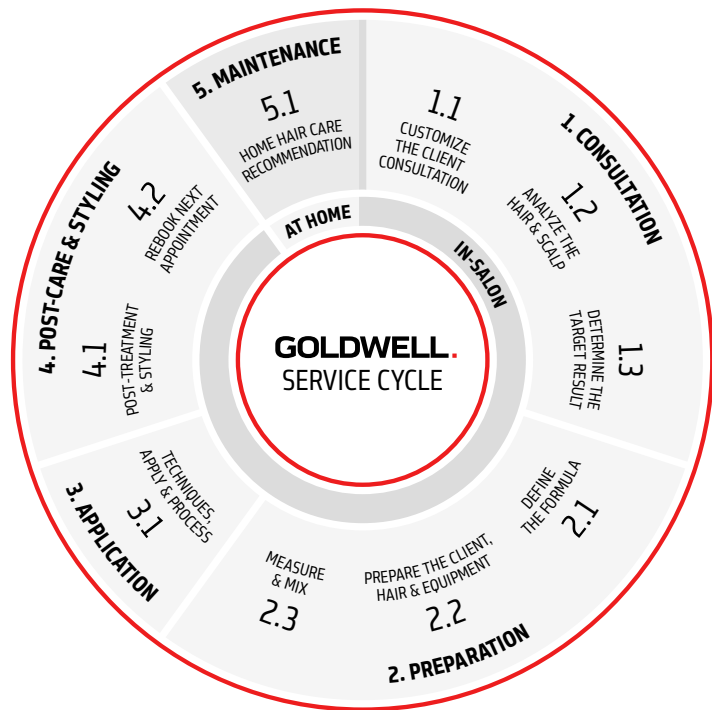 GOLDWELL.
SERVICE CYCLE
IN-SALON
AT HOME
1. CONSULTATION
1.1
CUSTOMIZE
THE CLIENT
CONSULTATION
1.2
ANALYZE THE
HAIR & SCALP
1.3
DETERMINE THE
TARGET RESULT
2. PREPARATION
2.1
DEFINE
THE FORMULA
2.2
PREPARE THE CLIENT,
HAIR & EQUIPMENT
2.3
MEASURE
& MIX
3. APPLICATION
3.1
TECHNIQUES,
APPLY & PROCESS
4. POST-CARE & STYLING
4.1
POST-TREATMENT
& STYLING
4.2
REBOOK NEXT
APPOINTMENT
5. MAINTENANCE
5.1
HOME HAIR CARE
RECOMMENDATION